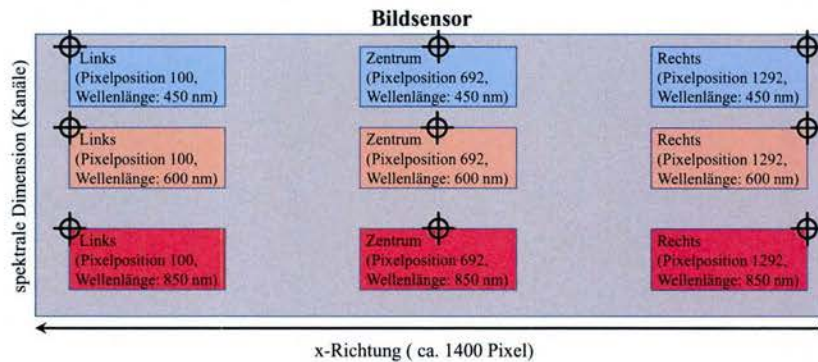 Bildsensor
spektrale Dimension (Kanäle)
Links
(Pixelposition 100,
Wellenlänge: 450 nm)
Zentrum
(Pixelposition 692,
Wellenlänge: 450 nm)
Rechts
(Pixelposition 1292,
Wellenlänge: 450 nm)
Links
(Pixelposition 100,
Wellenlänge: 600 nm)
Zentrum
(Pixelposition 692,
Wellenlänge: 600 nm)
Rechts
(Pixelposition 1292,
Wellenlänge: 600 nm)
Links
(Pixelposition 100,
Wellenlänge: 850 nm)
Zentrum
(Pixelposition 692,
Wellenlänge: 850 nm)
Rechts
(Pixelposition 1292,
Wellenlänge: 850 nm)
x-Richtung ( ca. 1400 Pixel)